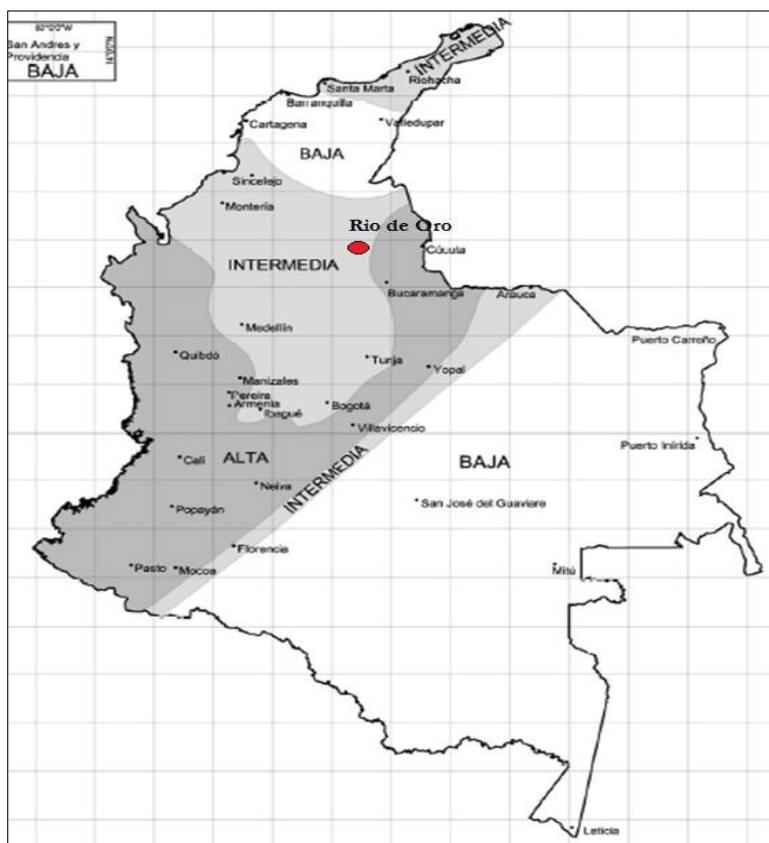 San Andres y
Providencia
BAJA
INTERMEDIA
Riohacha
Santa Marta
Barranquilla
Cartagena
Valledupar
BAJA
Sincelejo
Montería
Rio de Oro
Cúcuta
INTERMEDIA
Bucaramanga
Arauca
Medellín
Puerto Carreño
Quibdó
Tunja
Yopal
Manizales
Pereira
Armenia
Ibagué
Bogotá
Villavicencio
ALTA
Cali
INTERMEDIA
BAJA
Puerto Inírida
Neiva
San José del Guaviare
Popayán
Florencia
Pasto
Mocoa
Mitú
Leticia